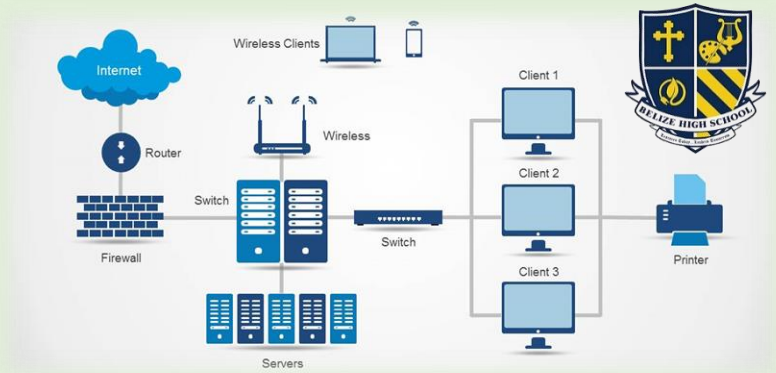 Wireless Clients
Internet
Client 1
BELIZE HIGH SCHOOL
Wireless
Router
Client 2
Switch
Switch
Firewall
Printer
Client 3
Servers